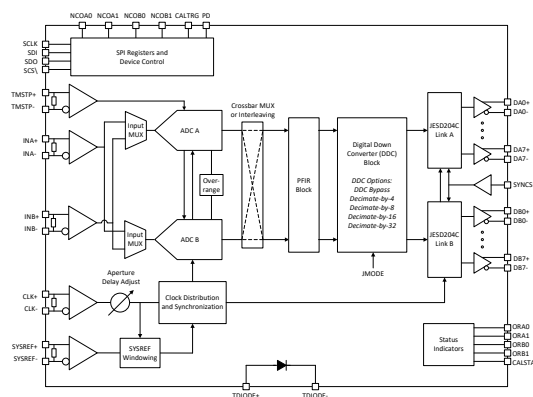 NCOA0 NCOA1 NCOB0 NCOB1 CALTRG PD
SCLK
SDI
SDO
SCS\
SPI Registers and
Device Control
TMSTP+
TMSTP-
INA+
INA-
Input
MUX
ADC A
Crossbar MUX
or Interleaving
Over-
range
INB+
INB-
Input
MUX
ADC B
PFIR
Block
Digital Down
Converter (DDC)
Block
DDC Options:
DDC Bypass
Decimate-by-4
Decimate-by-8
Decimate-by-16
Decimate-by-32
JMODE
JESD204C
Link A
DA0+
DA0-
DA7+
DA7-
SYNCS
JESD204C
Link B
DB0+
DB0-
DB7+
DB7-
CLK+
CLK-
Aperture
Delay Adjust
Clock Distribution
and Synchronization
SYSREF+
SYSREF-
SYSREF
Windowing
Status
Indicators
ORA0
ORA1
ORB0
ORB1
CALSTA
TDIODE+
TDIODE-